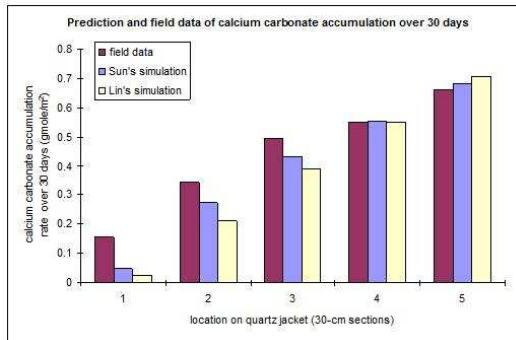 Prediction and field data of calcium carbonate accumulation over 30 days
0.8
0.7
0.6
0.5
0.4
0.3
0.2
0.1
0
field data
Sun's simulation
Lin's simulation
calcium carbonate accumulation
rate over 30 days (gmole/m²)
1 2 3 4 5
location on quartz jacket (30-cm sections)